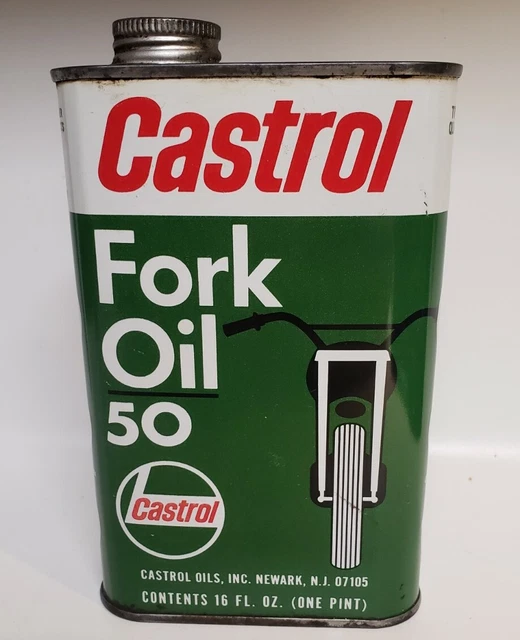 Castrol
Fork
Oil
50
Castrol
CASTROL OILS, INC. NEWARK, N.J. 07105
CONTENTS 16 FL. OZ. (ONE PINT)